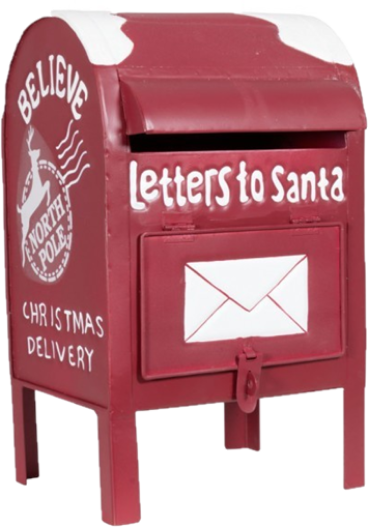 BELIEVE
NORTH
POLE
CHRISTMAS
DELIVERY
Letters to Santa